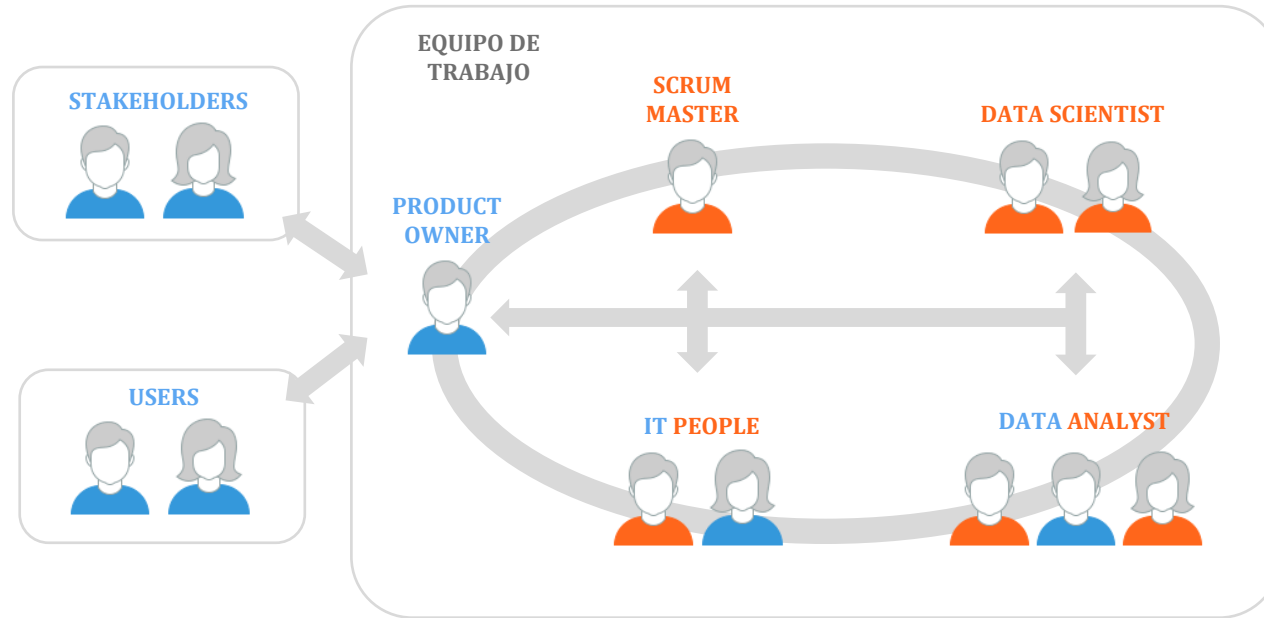 EQUIPO DE
TRABAJO
STAKEHOLDERS
SCRUM
MASTER
DATA SCIENTIST
PRODUCT
OWNER
USERS
IT PEOPLE
DATA ANALYST